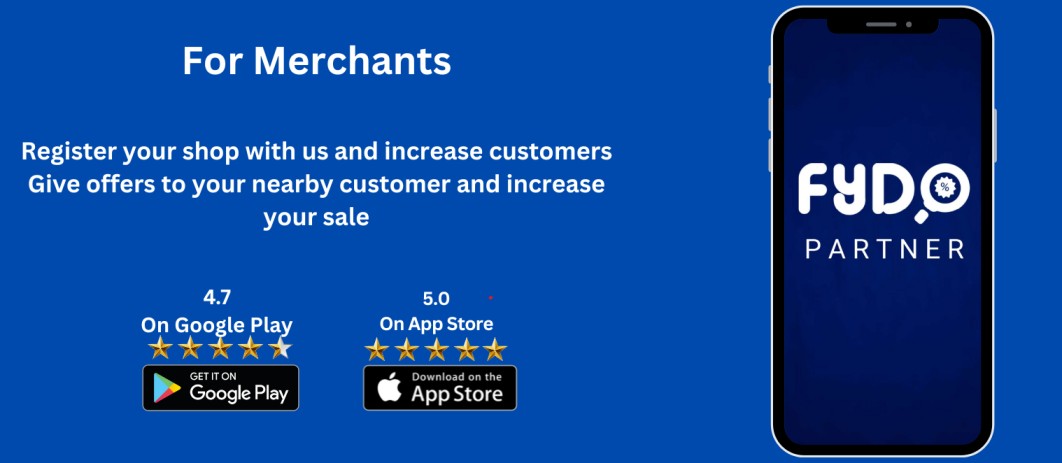 For Merchants
Register your shop with us and increase customers
Give offers to your nearby customer and increase
your sale
4.7
On Google Play
GET IT ON
Google Play
5.0
On App Store
Download on the
App Store
FYDO
%
PARTNER